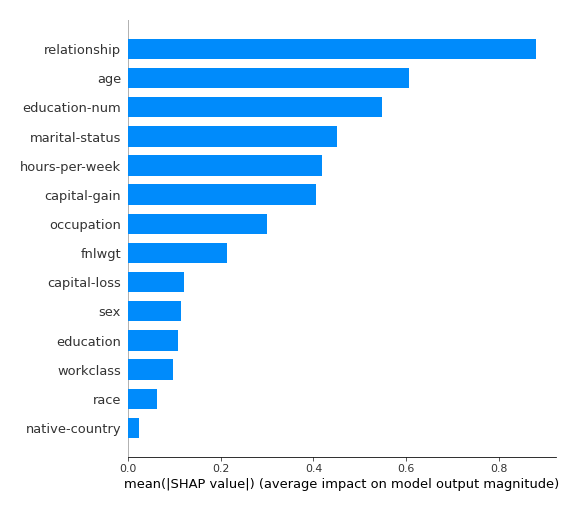 relationship
age
education-num
marital-status
hours-per-week
capital-gain
occupation
fnlwgt
capital-loss
sex
education
workclass
race
native-country
0.0 0.2 0.4 0.6 0.8
mean(|SHAP value|) (average impact on model output magnitude)